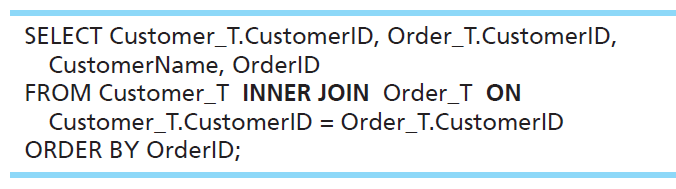 SELECT Customer_T.CustomerID, Order_T.CustomerID,
CustomerName, OrderID
FROM Customer_T INNER JOIN Order_T ON
Customer_T.CustomerID = Order_T.CustomerID
ORDER BY OrderID;